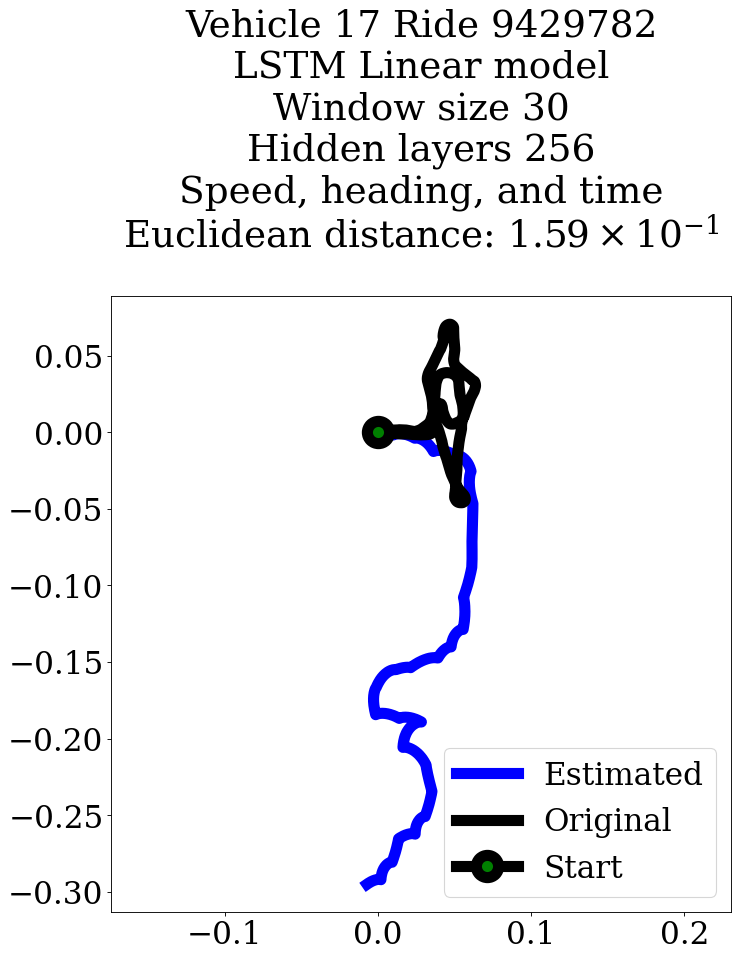 Vehicle 17 Ride 9429782
LSTM Linear model
Window size 30
Hidden layers 256
Speed, heading, and time
Euclidean distance: 1.59 × 10⁻¹
0.05
0.00
−0.05
−0.10
−0.15
−0.20
−0.25
−0.30
Estimated
Original
Start
−0.1
0.0
0.1
0.2